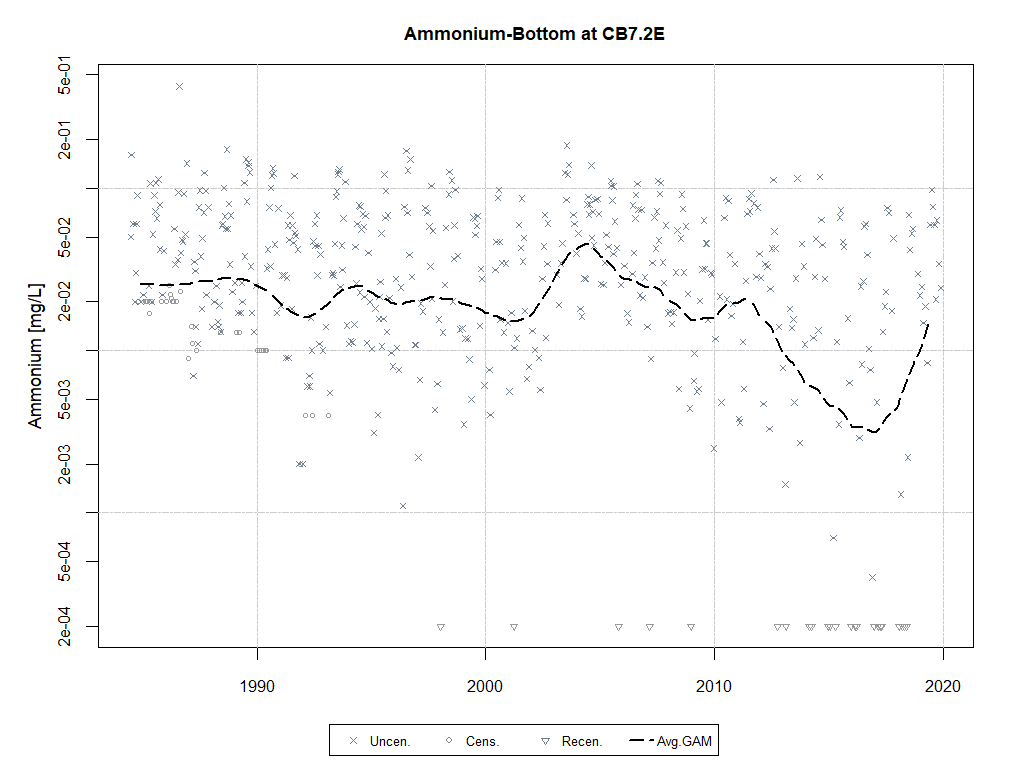 Ammonium-Bottom at CB7.2E
Ammonium [mg/L]
5e-01
2e-01
5e-02
2e-02
5e-03
2e-03
5e-04
2e-04
1990
2000
2010
2020
Uncen.
Cens.
Recen.
Avg.GAM